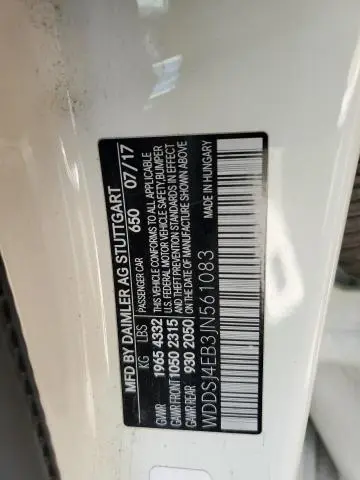 MFD BY DAIMLER AG STUTTGART
PASSENGER CAR 650 07/17
KG LBS
GVWR 1965 4332
GAWR FRONT 1050 2315
GAWR REAR 930 2050
THIS VEHICLE CONFORMS TO ALL APPLICABLE
U.S. FEDERAL MOTOR VEHICLE SAFETY, BUMPER
AND THEFT PREVENTION STANDARDS IN EFFECT
ON THE DATE OF MANUFACTURE SHOWN ABOVE
WDDSJ4EB3JN561083
MADE IN HUNGARY